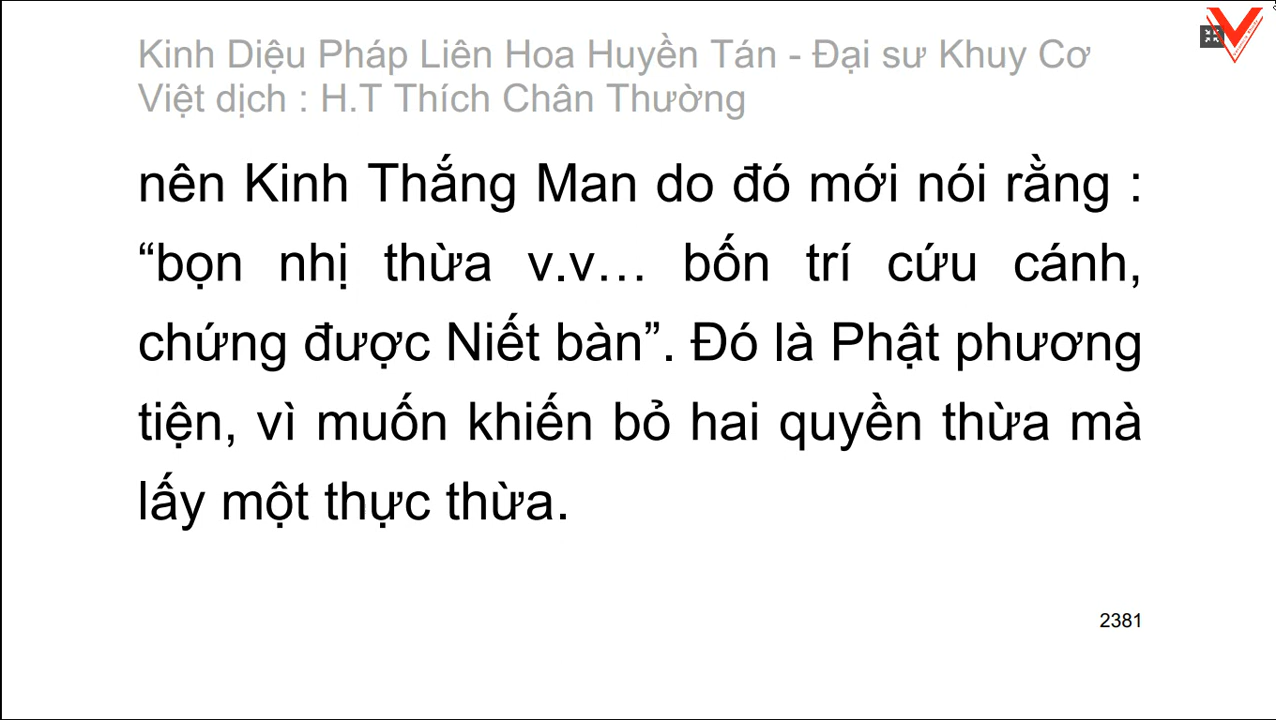 Kinh Diệu Pháp Liên Hoa Huyền Tán - Đại sư Khuy Cơ
Việt dịch : H.T Thích Chân Thường
nên Kinh Thắng Man do đó mới nói rằng :
“bọn nhị thừa v.v… bốn trí cứu cánh,
chứng được Niết bàn”. Đó là Phật phương
tiện, vì muốn khiến bỏ hai quyền thừa mà
lấy một thực thừa.
2381